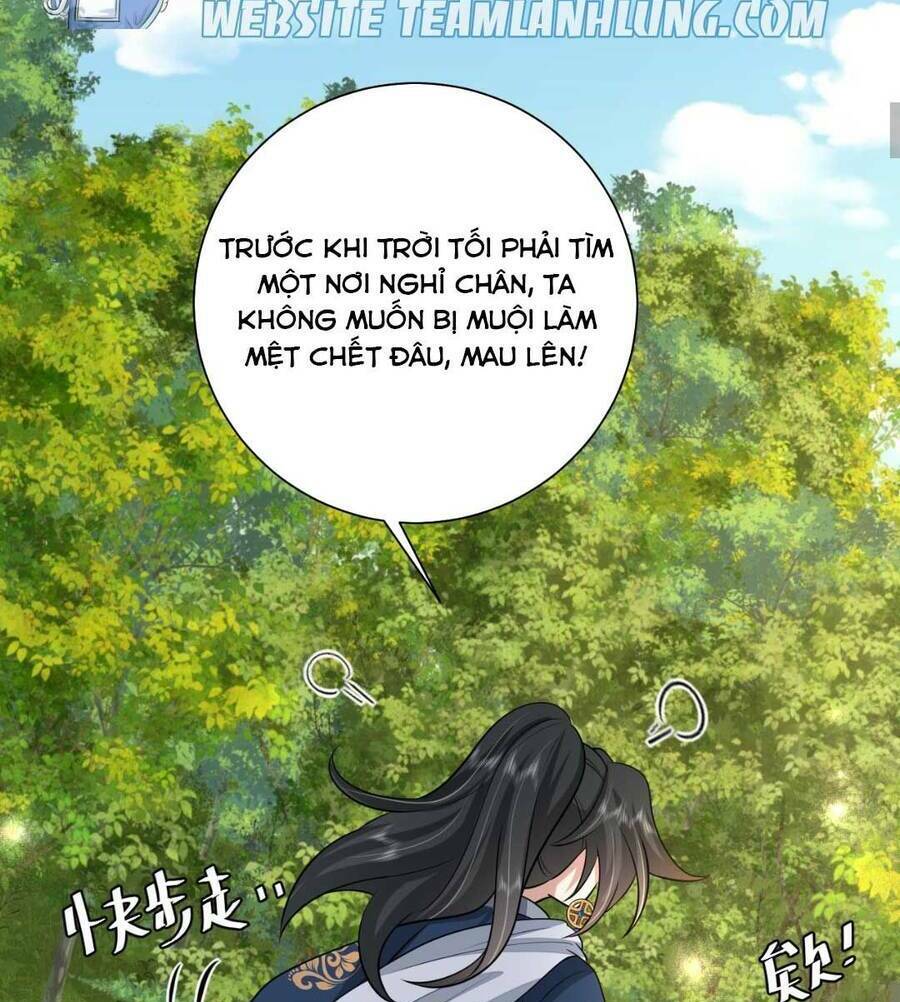 WEBSITE TEAMLANHLUNG.COM
TRƯỚC KHI TRỜI TỐI PHẢI TÌM
MỘT NƠI NGHỈ CHÂN, TA
KHÔNG MUỐN BỊ MUỘI LÀM
MỆT CHẾT ĐÂU, MAU LÊN!
快步走..
欸!